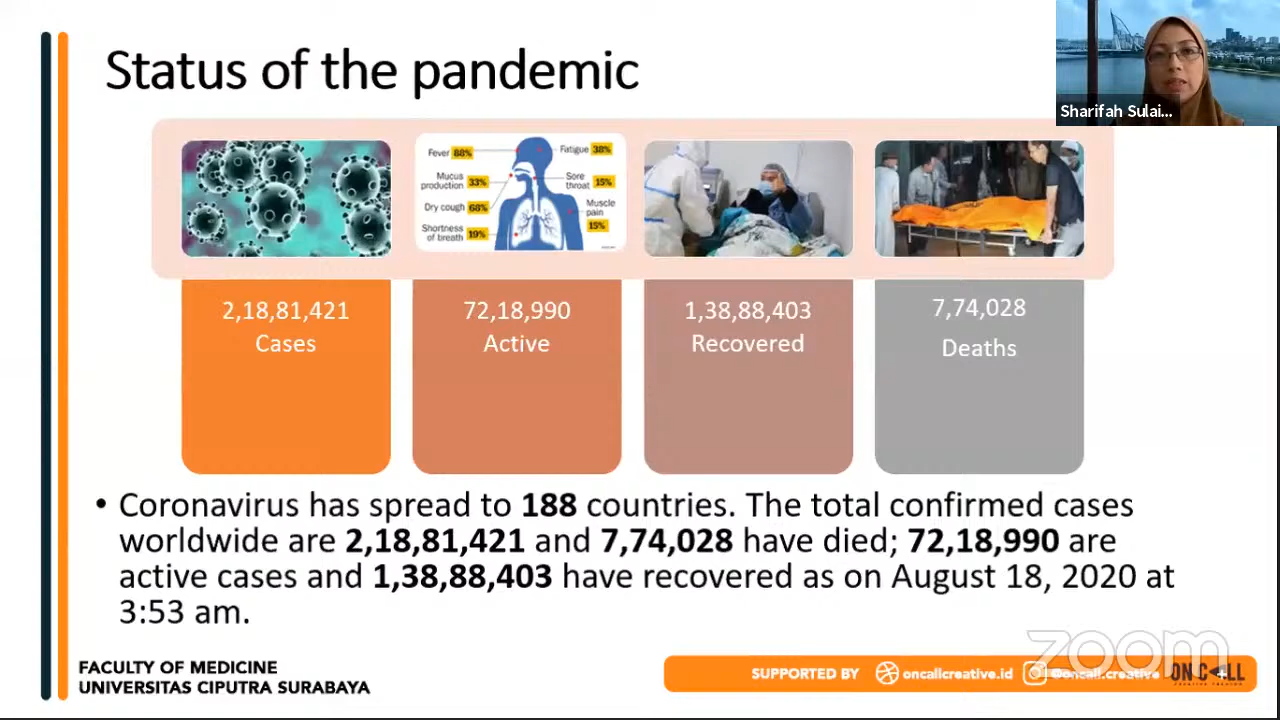 Status of the pandemic
Sharifah Sulai...
Fever 88%
Fatigue 38%
Mucus
production 33%
Sore
throat 15%
Dry cough 68%
Muscle
pain
15%
Shortness
of breath 19%
2,18,81,421
Cases
72,18,990
Active
1,38,88,403
Recovered
7,74,028
Deaths
• Coronavirus has spread to 188 countries. The total confirmed cases
worldwide are 2,18,81,421 and 7,74,028 have died; 72,18,990 are
active cases and 1,38,88,403 have recovered as on August 18, 2020 at
3:53 am.
zoom
FACULTY OF MEDICINE
UNIVERSITAS CIPUTRA SURABAYA
SUPPORTED BY oncallcreative.id @oncall.creative ON CALL